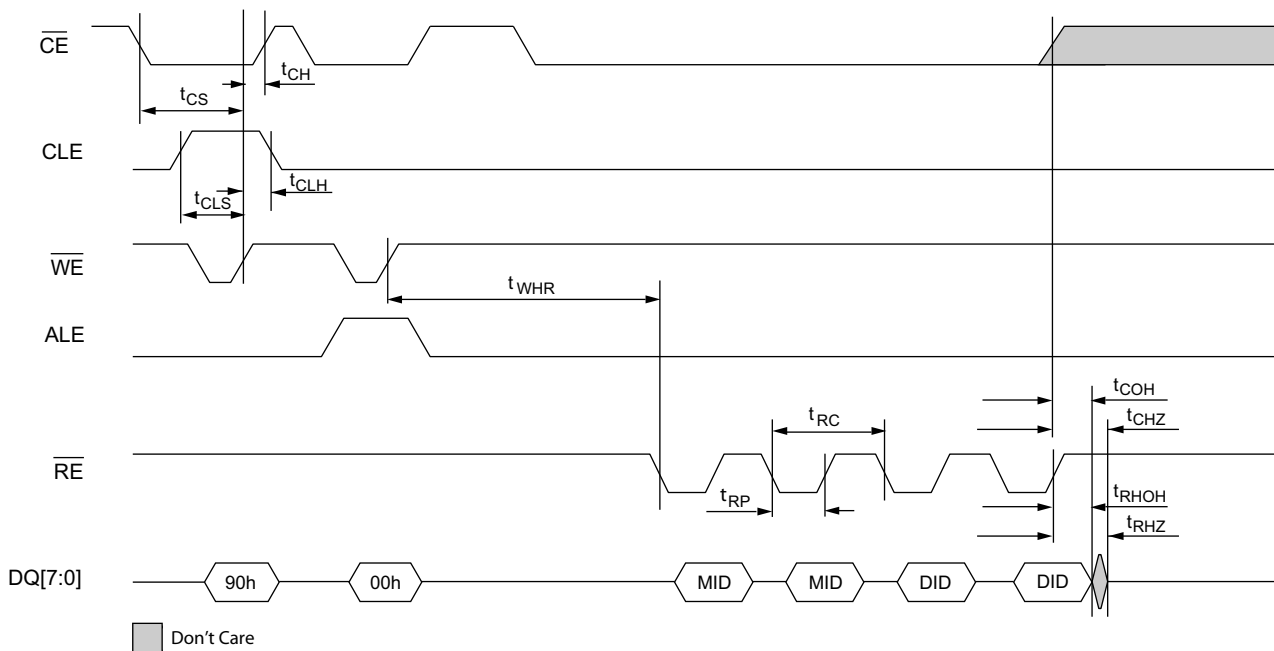 CE
tCH
tCS
CLE
tCLH
tCLS
WE
tWHR
ALE
tCOH
tRC
tCHZ
RE
tRP
tRHOH
tRHZ
DQ[7:0]
90h
00h
MID
MID
DID
DID
Don't Care